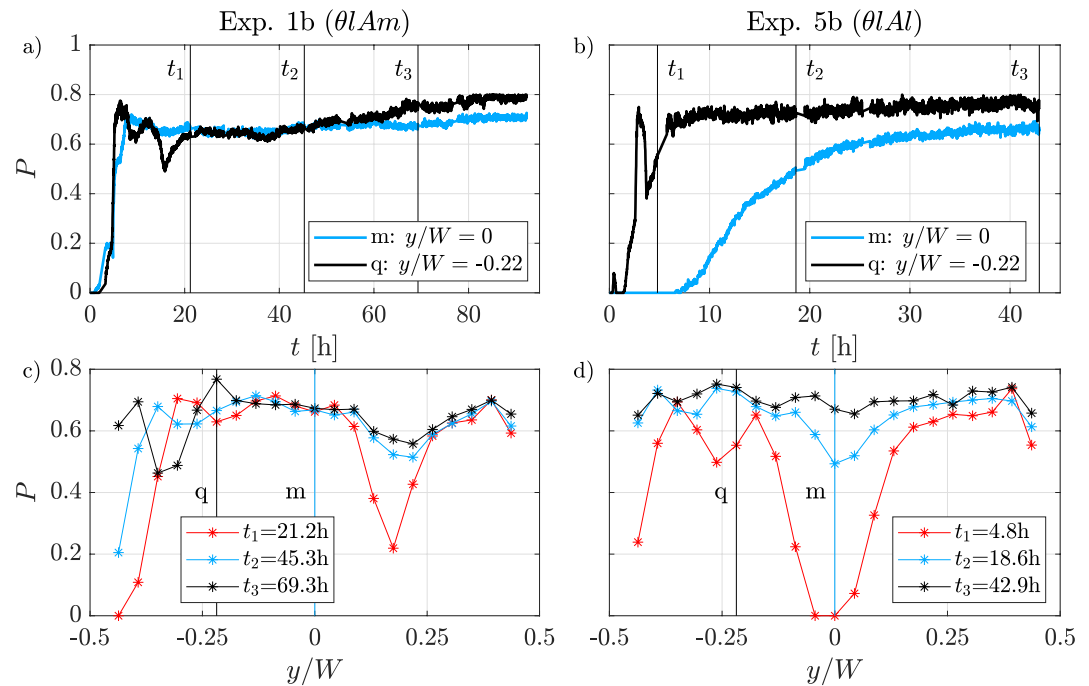 Exp. 1b (θlAm)
Exp. 5b (θlAl)
a)
b)
1
0.8
0.6
0.4
0.2
0
P
t₁
t₂
t₃
t₁
t₂
t₃
m: y/W = 0
q: y/W = -0.22
m: y/W = 0
q: y/W = -0.22
0 20 40 60 80
0 10 20 30 40
t [h]
t [h]
c)
d)
0.8
0.6
0.4
0.2
0
P
q
m
q
m
t₁=21.2h
t₂=45.3h
t₃=69.3h
t₁=4.8h
t₂=18.6h
t₃=42.9h
-0.5 -0.25 0 0.25 0.5
-0.5 -0.25 0 0.25 0.5
y/W
y/W